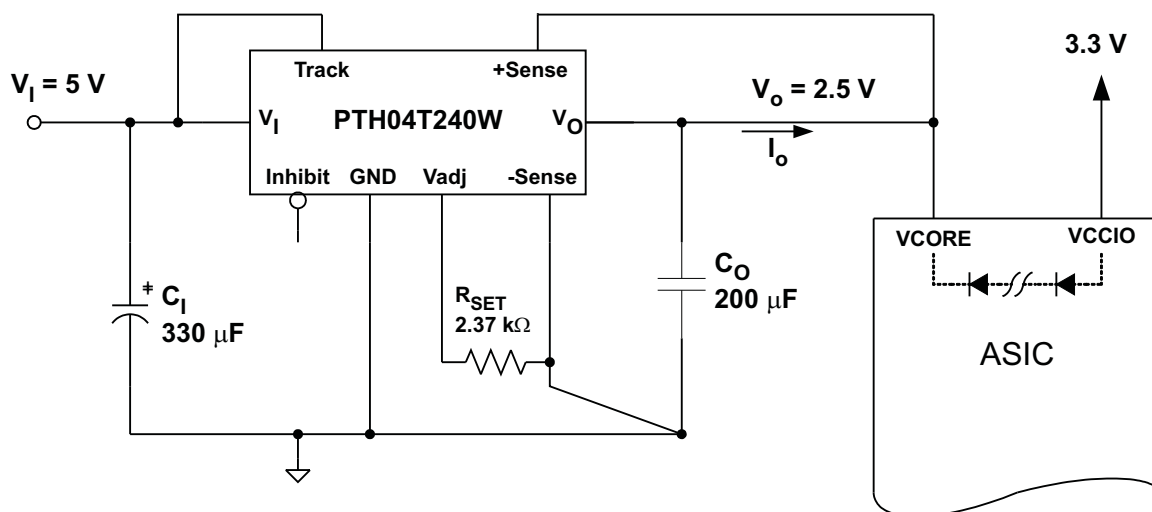 3.3 V
Track
+Sense
V_I = 5 V
V_o = 2.5 V
V_I
PTH04T240W
V_O
I_o
Inhibit
GND
Vadj
-Sense
VCORE
VCCIO
ǂ C_I
330 μF
R_SET
2.37 kΩ
C_O
200 μF
ASIC